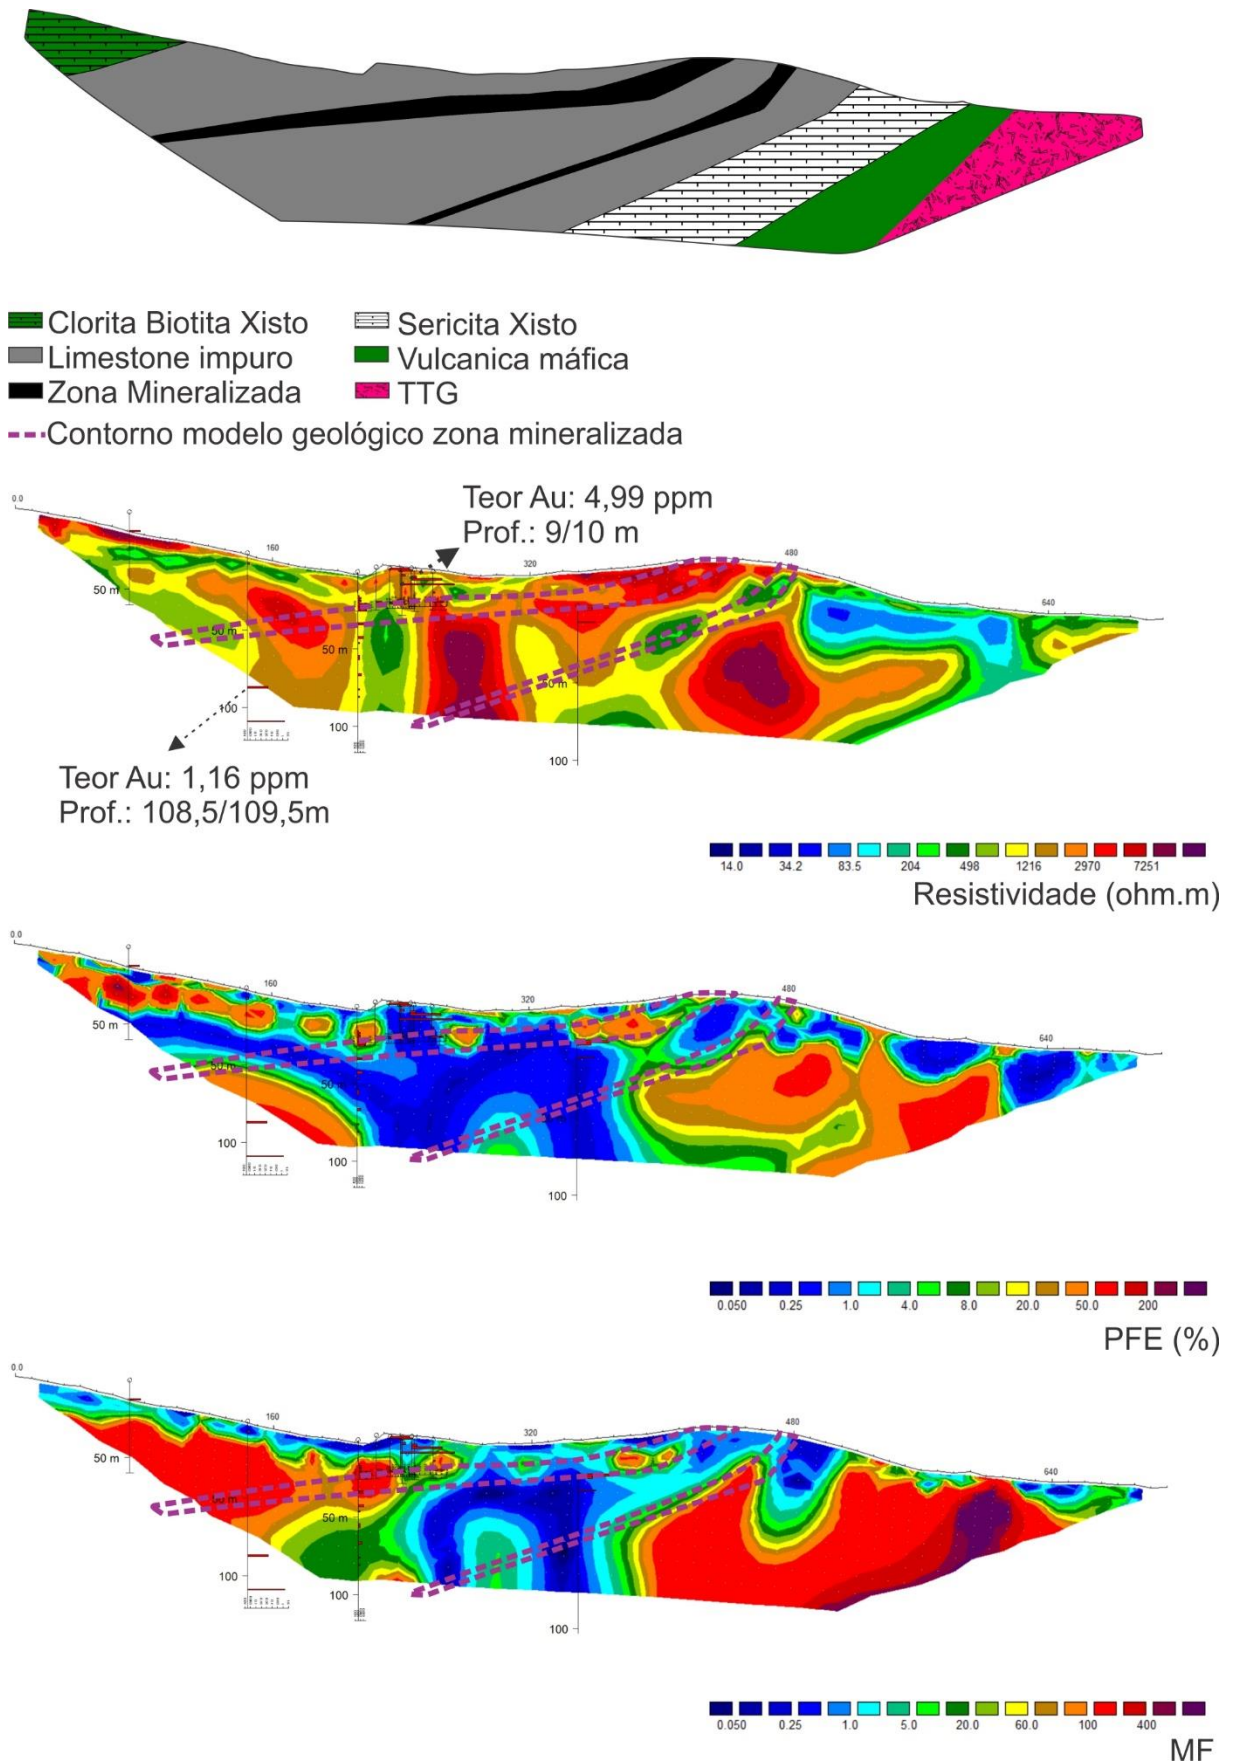 Clorita Biotita Xisto
Sericita Xisto
Limestone impuro
Vulcanica máfica
Zona Mineralizada
TTG
Contorno modelo geológico zona mineralizada
Teor Au: 4,99 ppm
Prof.: 9/10 m
0.0
160
320
480
640
50 m
50 m
50 m
50 m
100
100
100
Teor Au: 1,16 ppm
Prof.: 108,5/109,5m
14.0 34.2 83.5 204 498 1216 2970 7251
Resistividade (ohm.m)
0.0
160
320
480
640
50 m
50 m
50 m
100
100
100
0.050 0.25 1.0 4.0 8.0 20.0 50.0 200
PFE (%)
0.0
160
320
480
640
50 m
50 m
50 m
100
100
100
0.050 0.25 1.0 5.0 20.0 60.0 100 400
MF